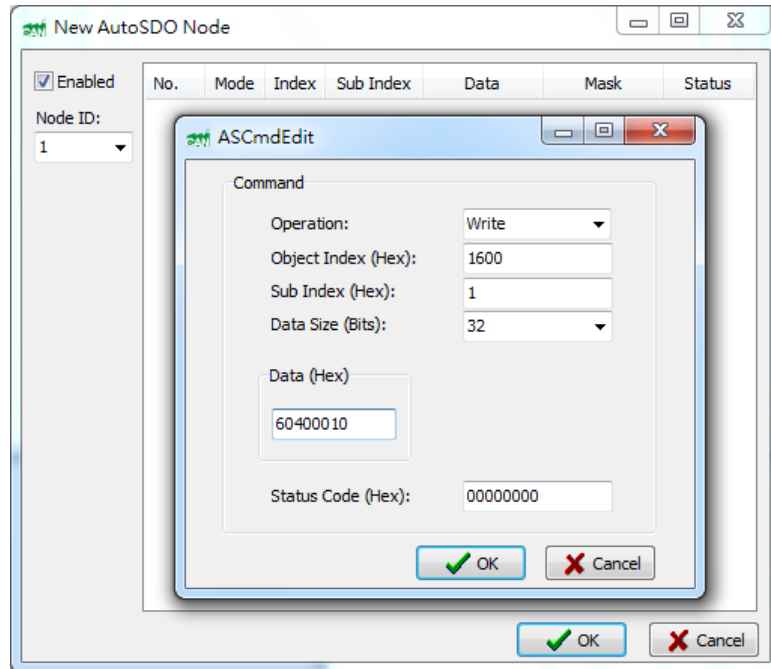 New AutoSDO Node
Enabled
No. Mode Index Sub Index Data Mask Status
Node ID:
1
ASCmdEdit
Command
Operation: Write
Object Index (Hex): 1600
Sub Index (Hex): 1
Data Size (Bits): 32
Data (Hex)
60400010
Status Code (Hex): 00000000
OK Cancel
OK Cancel